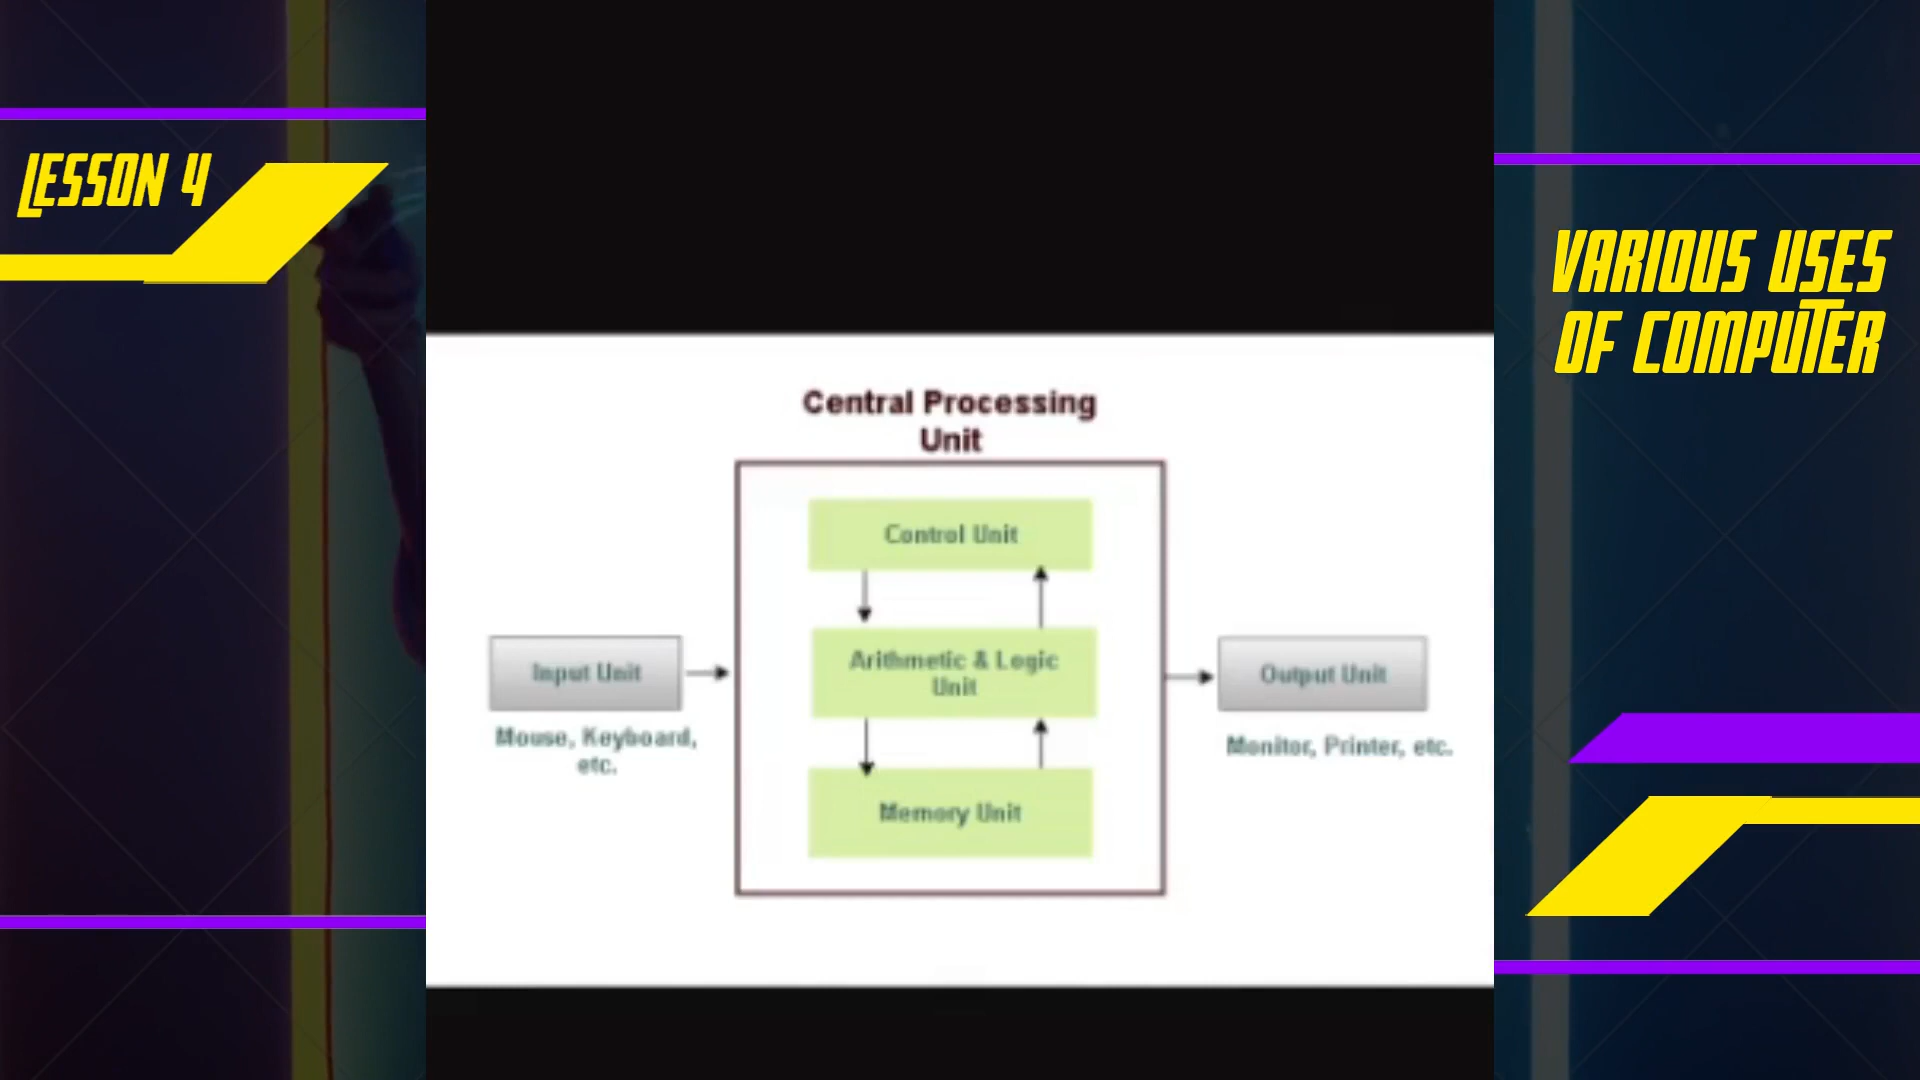 LESSON 4
VARIOUS USES
OF COMPUTER
Central Processing
Unit
Control Unit
Arithmetic & Logic
Unit
Memory Unit
Input Unit
Mouse, Keyboard,
etc.
Output Unit
Monitor, Printer, etc.